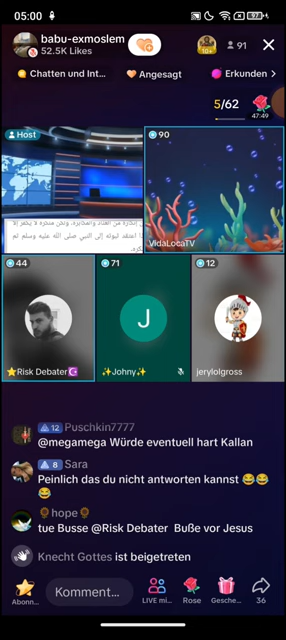 05:00
97
babu-exmoslem
52.5K Likes
10+
91
Chatten und Int...
Angesagt
Erkunden
5/62
47:49
Host
90
VidaLocaTV
44
Risk Debater
71
J
Johny
12
jerylolgross
12 Puschkin7777
@megamega Würde eventuell hart Kallan
8 Sara
Peinlich das du nicht antworten kannst 😂😂
😂
🌻hope🌻
tue Busse @Risk Debater Buße vor Jesus
Knecht Gottes ist beigetreten
Abonn...
Komment...
LIVE mi...
Rose
Gesche...
36